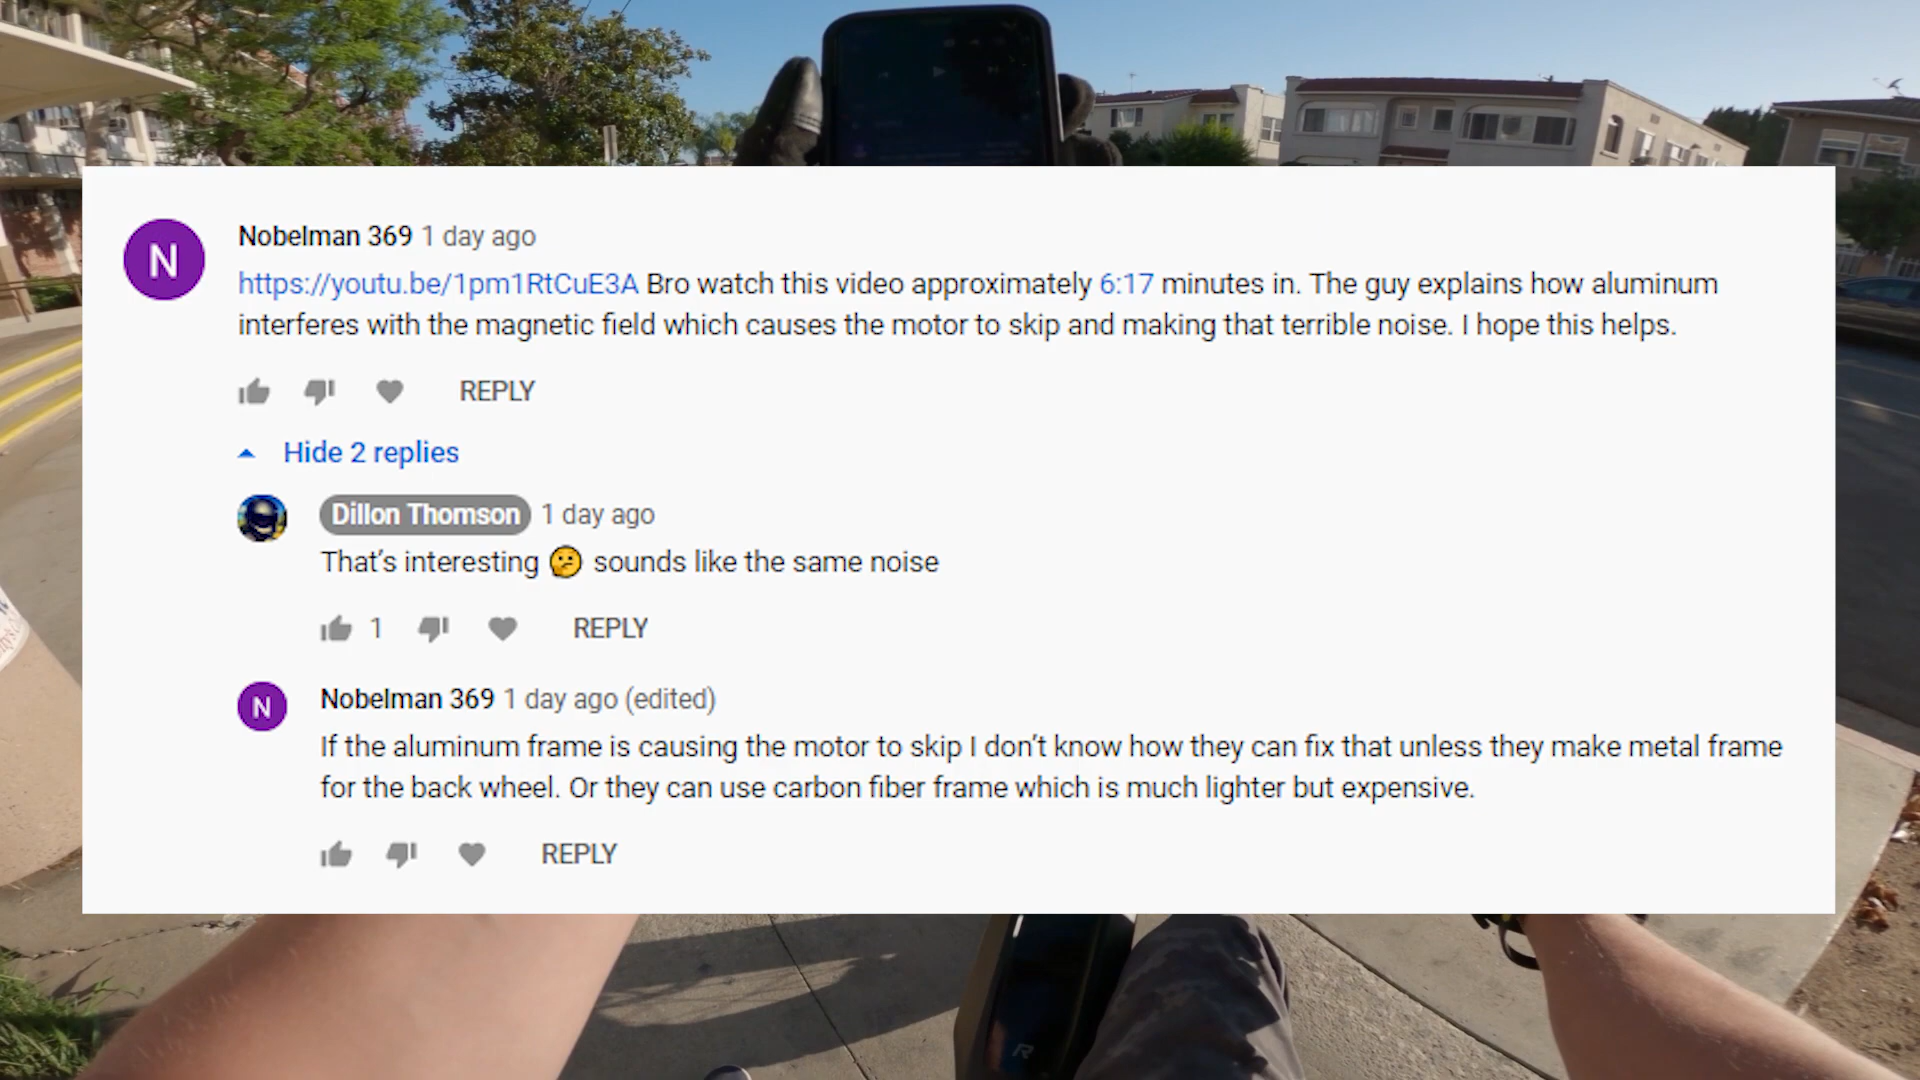 Nobelman 369 1 day ago
https://youtu.be/1pm1RtCuE3A Bro watch this video approximately 6:17 minutes in. The guy explains how aluminum
interferes with the magnetic field which causes the motor to skip and making that terrible noise. I hope this helps.
REPLY
Hide 2 replies
Dillon Thomson 1 day ago
That's interesting 🤔 sounds like the same noise
1 REPLY
Nobelman 369 1 day ago (edited)
If the aluminum frame is causing the motor to skip I don't know how they can fix that unless they make metal frame
for the back wheel. Or they can use carbon fiber frame which is much lighter but expensive.
REPLY
N
N
R